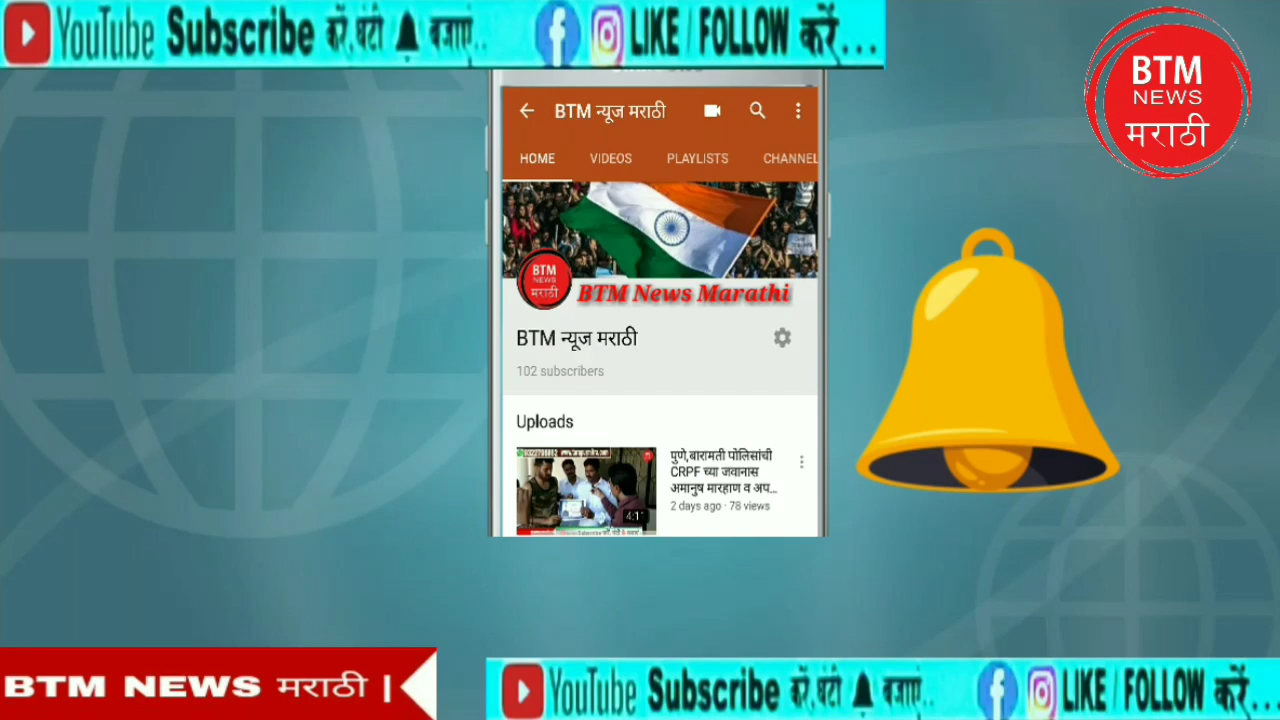 YouTube Subscribe करें,घंटी बजाएं..
LIKE / FOLLOW करें...
BTM
NEWS
मराठी
BTM न्यूज मराठी
HOME VIDEOS PLAYLISTS CHANNEL
BTM
NEWS
मराठी
BTM News Marathi
BTM न्यूज मराठी
102 subscribers
Uploads
पुणे,बारामती पोलिसांची
CRPF च्या जवानास
अमानुष मारहाण व अप...
2 days ago · 78 views
4:11
BTM NEWS मराठी |
YouTube Subscribe करें,घंटी बजाएं..
LIKE / FOLLOW करें...